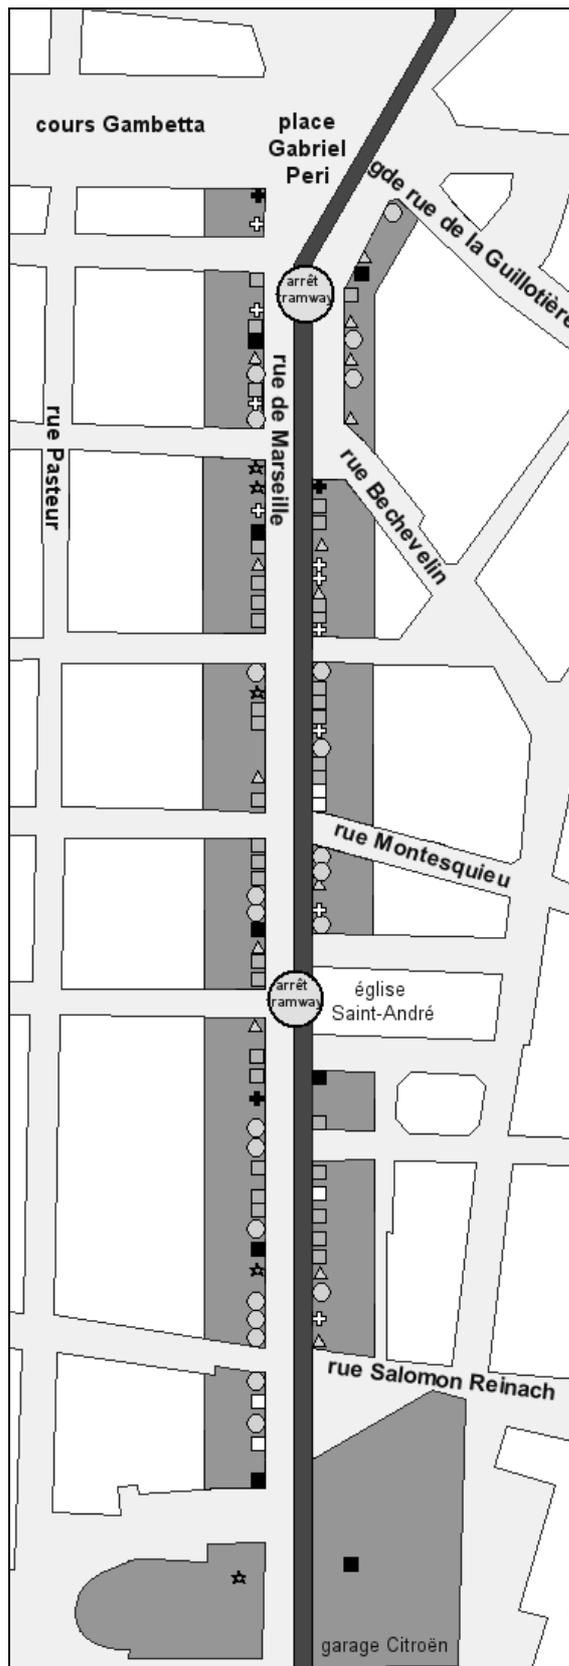 cours Gambetta
place
Gabriel
Peri
gde rue de la Guillotière
arrêt
tramway
rue de Marseille
rue Pasteur
rue Bechevelin
rue Montesquieu
arrêt
tramway
église
Saint-André
rue Salomon Reinach
garage Citroën